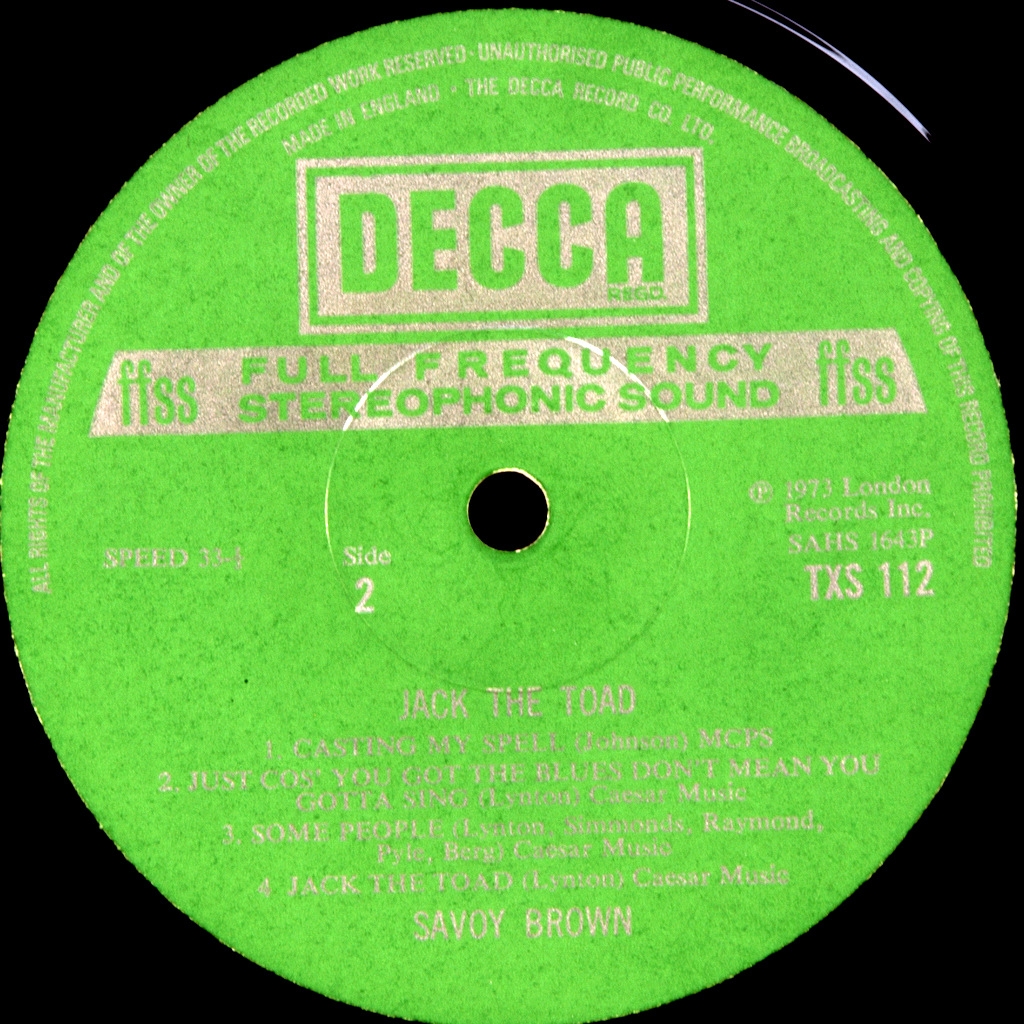 ALL RIGHTS OF THE MANUFACTURER AND OF THE OWNER OF THE RECORDED WORK RESERVED · UNAUTHORISED PUBLIC PERFORMANCE BROADCASTING AND COPYING OF THIS RECORD PROHIBITED
MADE IN ENGLAND · THE DECCA RECORD CO. LTD.
DECCA
REGD.
ffss FULL FREQUENCY ffss
STEREOPHONIC SOUND
℗ 1973 London
Records Inc.
SAHS 1643P
TXS 112
SPEED 33⅓
Side
2
JACK THE TOAD
1. CASTING MY SPELL (Johnson) MCPS
2. JUST COS' YOU GOT THE BLUES DON'T MEAN YOU
GOTTA SING (Lynton) Caesar Music
3. SOME PEOPLE (Lynton, Simmonds, Raymond,
Pyle, Berg) Caesar Music
4. JACK THE TOAD (Lynton) Caesar Music
SAVOY BROWN